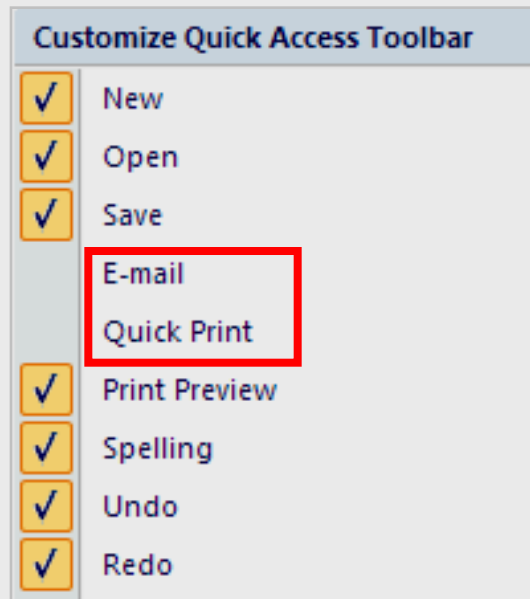 Customize Quick Access Toolbar
New
Open
Save
E-mail
Quick Print
Print Preview
Spelling
Undo
Redo